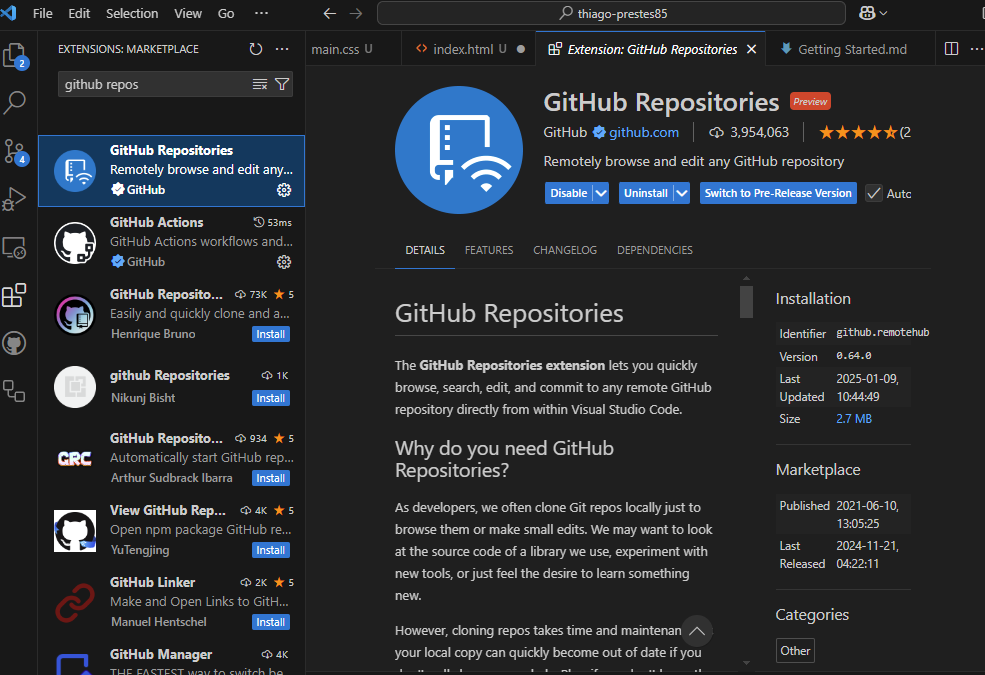 File Edit Selection View Go ··· thiago-prestes85
EXTENSIONS: MARKETPLACE
github repos
2
4
GitHub Repositories
Remotely browse and edit any...
GitHub
GitHub Actions 53ms
GitHub Actions workflows and...
GitHub
GitHub Reposito... 73K 5
Easily and quickly clone and a...
Henrique Bruno Install
github Repositories 1K
Nikunj Bisht Install
GitHub Reposito... 934 5
Automatically start GitHub rep...
Arthur Sudbrack Ibarra Install
GRC
View GitHub Rep... 4K 5
Open npm package GitHub re...
YuTengjing Install
GitHub Linker 2K 5
Make and Open Links to GitH...
Manuel Hentschel Install
GitHub Manager 4K
THE FASTEST way to switch be...
main.css U index.html U Extension: GitHub Repositories Getting Started.md
GitHub Repositories Preview
GitHub github.com 3,954,063 (2
Remotely browse and edit any GitHub repository
Disable Uninstall Switch to Pre-Release Version Auto
DETAILS FEATURES CHANGELOG DEPENDENCIES
GitHub Repositories
The GitHub Repositories extension lets you quickly
browse, search, edit, and commit to any remote GitHub
repository directly from within Visual Studio Code.
Why do you need GitHub
Repositories?
As developers, we often clone Git repos locally just to
browse them or make small edits. We may want to look
at the source code of a library we use, experiment with
new tools, or just feel the desire to learn something
new.
However, cloning repos takes time and maintenan
your local copy can quickly become out of date if you
Installation
Identifier github.remotehub
Version 0.64.0
Last 2025-01-09,
Updated 10:44:49
Size 2.7 MB
Marketplace
Published 2021-06-10,
13:05:25
Last 2024-11-21,
Released 04:22:11
Categories
Other